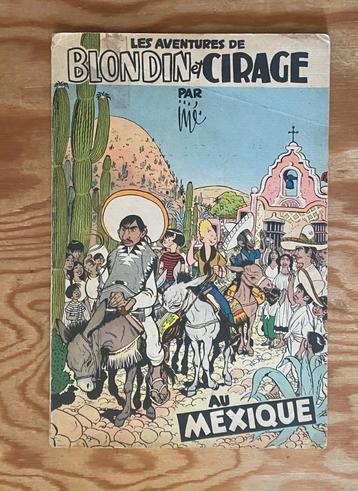 LES AVENTURES DE
BLONDIN et CIRAGE
PAR
Jijé
AU
MEXIQUE